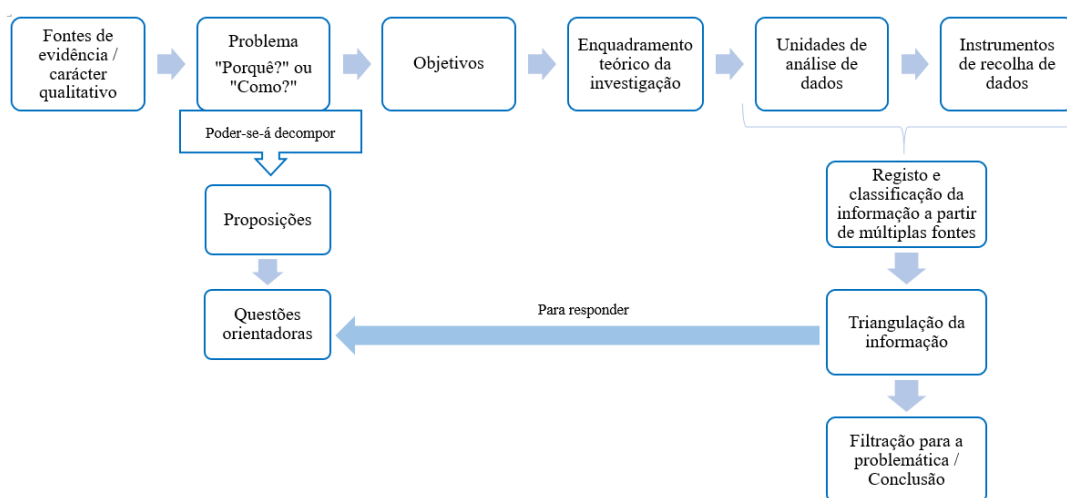 Fontes de
evidência /
carácter
qualitativo
Problema
"Porquê?" ou
"Como?"
Objetivos
Enquadramento
teórico da
investigação
Unidades de
análise de
dados
Instrumentos
de recolha de
dados
Poder-se-á decompor
Proposições
Registo e
classificação da
informação a partir
de múltiplas fontes
Questões
orientadoras
Para responder
Triangulação da
informação
Filtração para a
problemática /
Conclusão